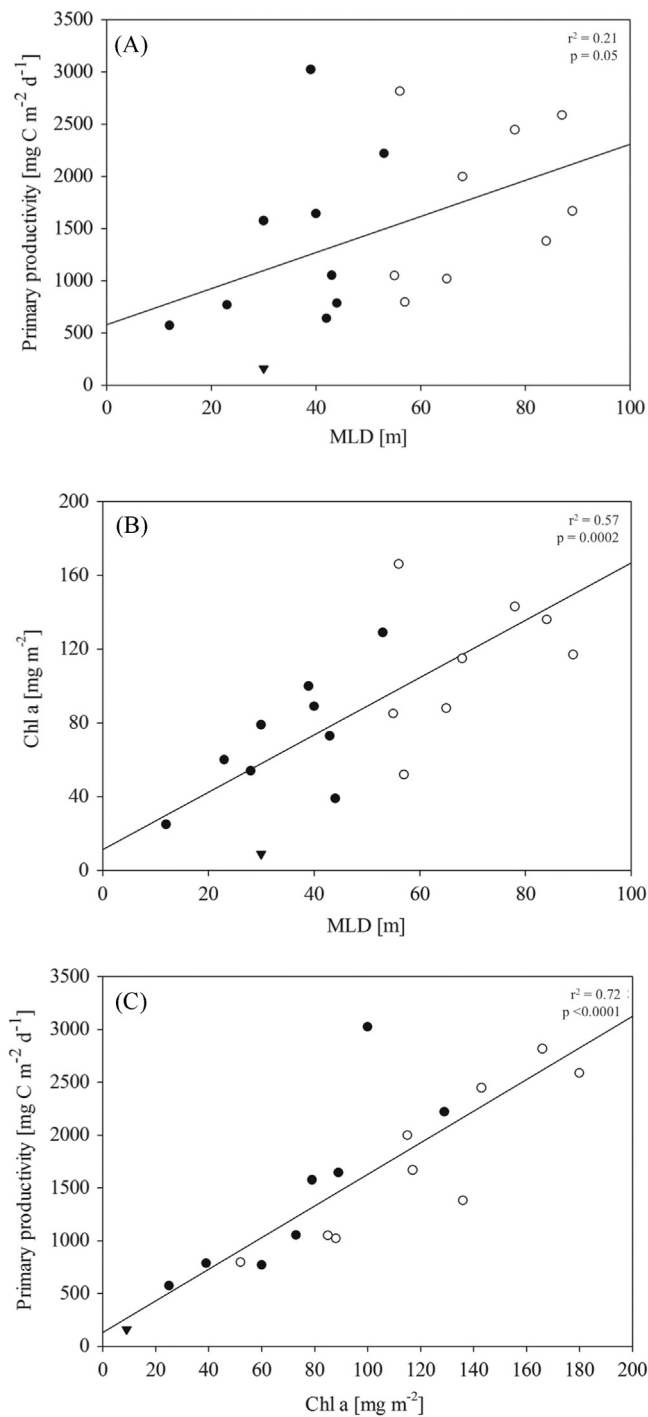 (A)
r² = 0.21
p = 0.05
Primary productivity [mg C m⁻² d⁻¹]
3500
3000
2500
2000
1500
1000
500
0
0 20 40 60 80 100
MLD [m]
(B)
r² = 0.57
p = 0.0002
Chl a [mg m⁻²]
200
160
120
80
40
0
0 20 40 60 80 100
MLD [m]
(C)
r² = 0.72
p <0.0001
Primary productivity [mg C m⁻² d⁻¹]
3500
3000
2500
2000
1500
1000
500
0
0 20 40 60 80 100 120 140 160 180 200
Chl a [mg m⁻²]